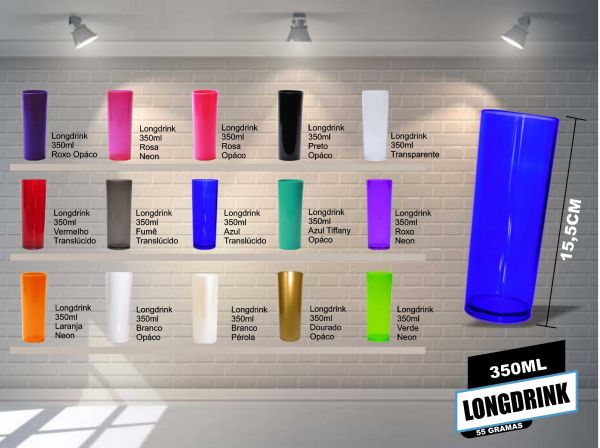 Longdrink
350ml
Roxo Opáco
Longdrink
350ml
Rosa
Neon
Longdrink
350ml
Rosa
Opáco
Longdrink
350ml
Preto
Opáco
Longdrink
350ml
Transparente
Longdrink
350ml
Vermelho
Translúcido
Longdrink
350ml
Fumê
Translúcido
Longdrink
350ml
Azul
Translúcido
Longdrink
350ml
Azul Tiffany
Opáco
Longdrink
350ml
Roxo
Neon
Longdrink
350ml
Laranja
Neon
Longdrink
350ml
Branco
Opáco
Longdrink
350ml
Branco
Pérola
Longdrink
350ml
Dourado
Opáco
Longdrink
350ml
Verde
Neon
15,5CM
350ML
LONGDRINK
55 GRAMAS